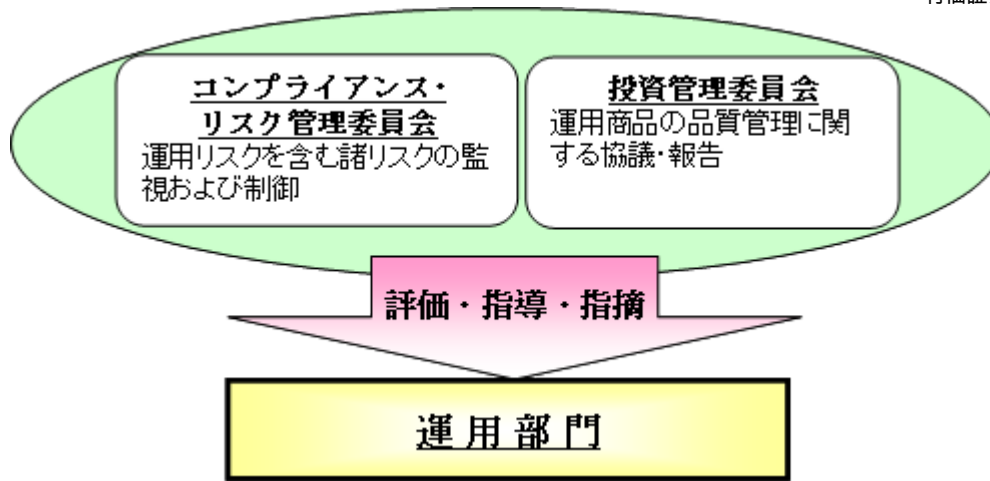 コンプライアンス・
リスク管理委員会
運用リスクを含む諸リスクの監
視および制御
投資管理委員会
運用商品の品質管理に関
する協議・報告
評価・指導・指摘
運用部門